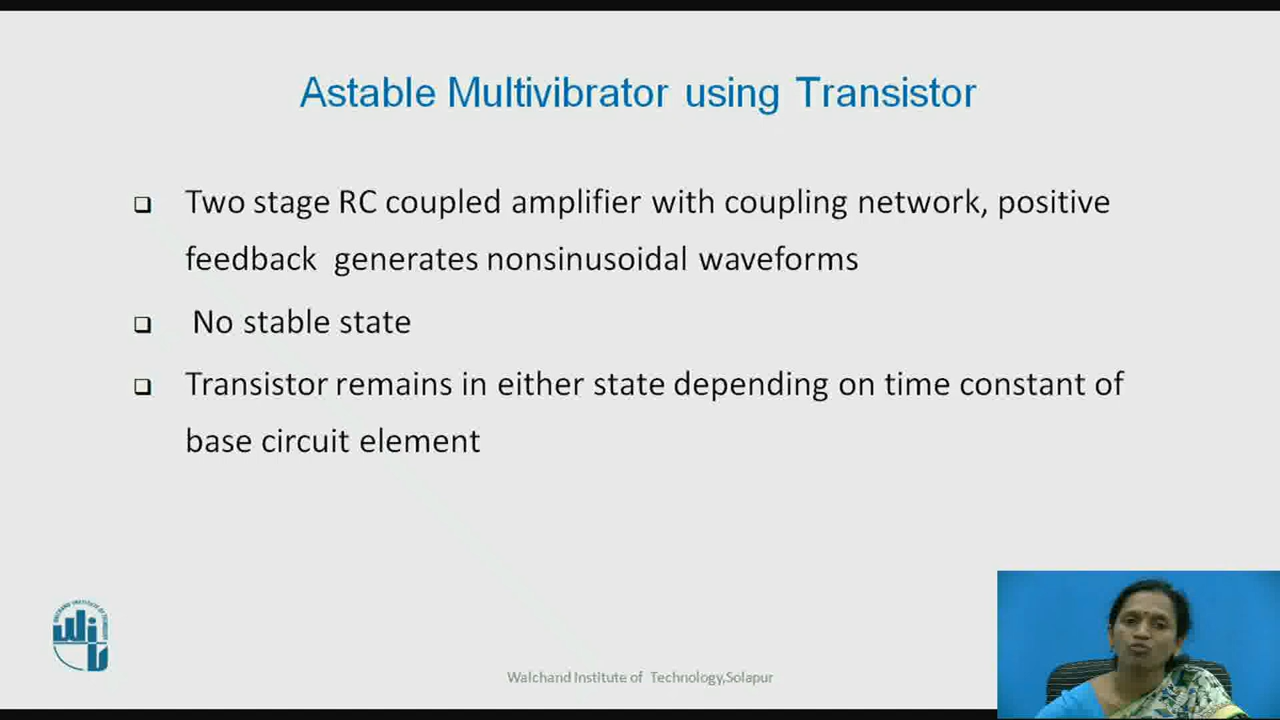 Astable Multivibrator using Transistor
Two stage RC coupled amplifier with coupling network, positive
feedback generates nonsinusoidal waveforms
No stable state
Transistor remains in either state depending on time constant of
base circuit element
Walchand Institute of Technology,Solapur